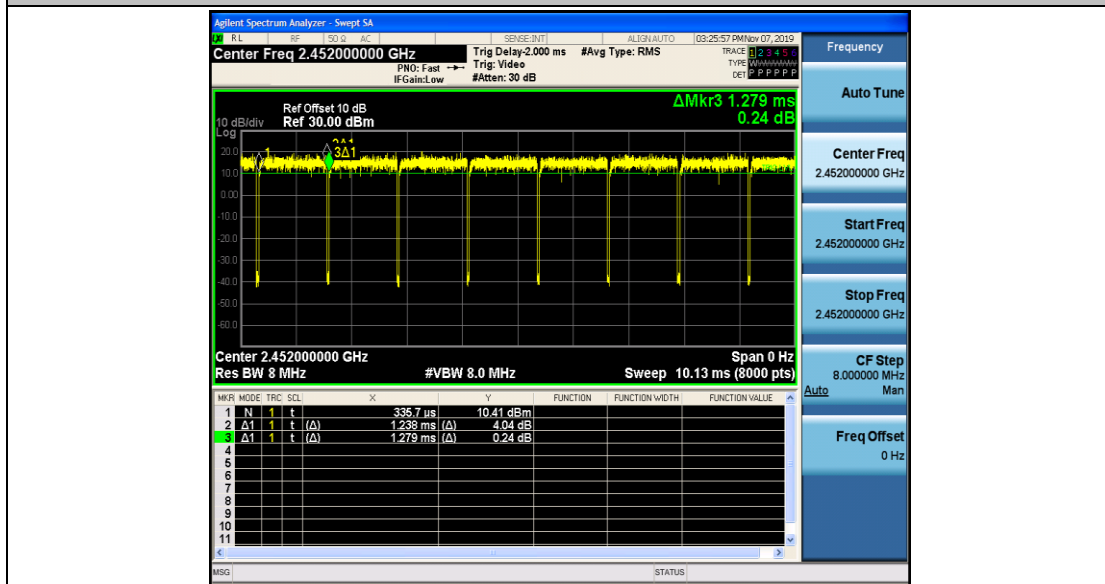 Agilent Spectrum Analyzer - Swept SA
RL RF 50 Ω AC SENSE:INT ALIGNAUTO 03:25:57 PM Nov 07, 2019
Center Freq 2.452000000 GHz
PNO: Fast
IFGain:Low
Trig Delay-2.000 ms
Trig: Video
#Atten: 30 dB
#Avg Type: RMS
TRACE 1 2 3 4 5 6
TYPE
DET P P P P P P
ΔMkr3 1.279 ms
0.24 dB
Ref Offset 10 dB
10 dB/div Ref 30.00 dBm
Log
20.0
10.0
0.00
-10.0
-20.0
-30.0
-40.0
-50.0
-60.0
1
3Δ1
Center 2.452000000 GHz Span 0 Hz
Res BW 8 MHz #VBW 8.0 MHz Sweep 10.13 ms (8000 pts)
MKR MODE TRC SCL X Y FUNCTION FUNCTION WIDTH FUNCTION VALUE
1 N 1 t 335.7 us 10.41 dBm
2 Δ1 1 t (Δ) 1.238 ms (Δ) 4.04 dB
3 Δ1 1 t (Δ) 1.279 ms (Δ) 0.24 dB
4
5
6
7
8
9
10
11
MSG STATUS
Frequency
Auto Tune
Center Freq
2.452000000 GHz
Start Freq
2.452000000 GHz
Stop Freq
2.452000000 GHz
CF Step
8.000000 MHz
Auto Man
Freq Offset
0 Hz